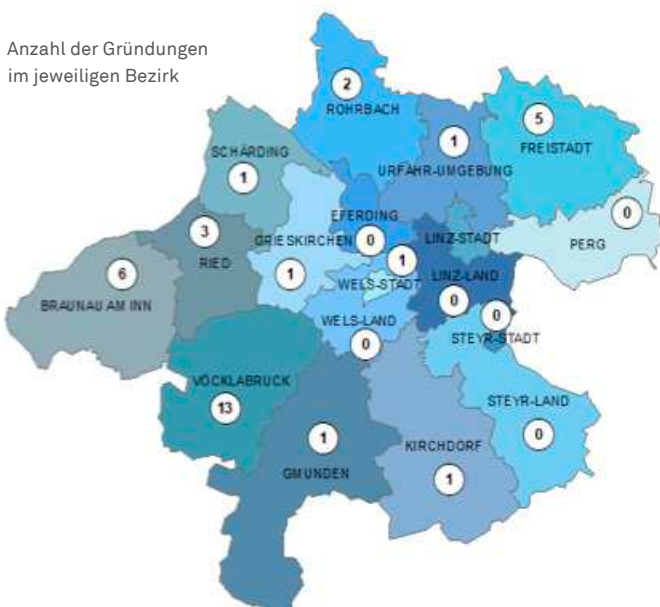 Anzahl der Gründungen
im jeweiligen Bezirk
2
ROHRBACH
5
FREISTADT
1
URFAHR-UMGEBUNG
SCHÄRDING
1
0
PERG
3
RIED
EFERDING
0
GRIESKIRCHEN
1
LINZ-STADT
1
WELS-STADT
LINZ-LAND
0
6
BRAUNAU AM INN
WELS-LAND
0
0
STEYR-STADT
VÖCKLABRUCK
13
STEYR-LAND
0
1
GMUNDEN
KIRCHDORF
1